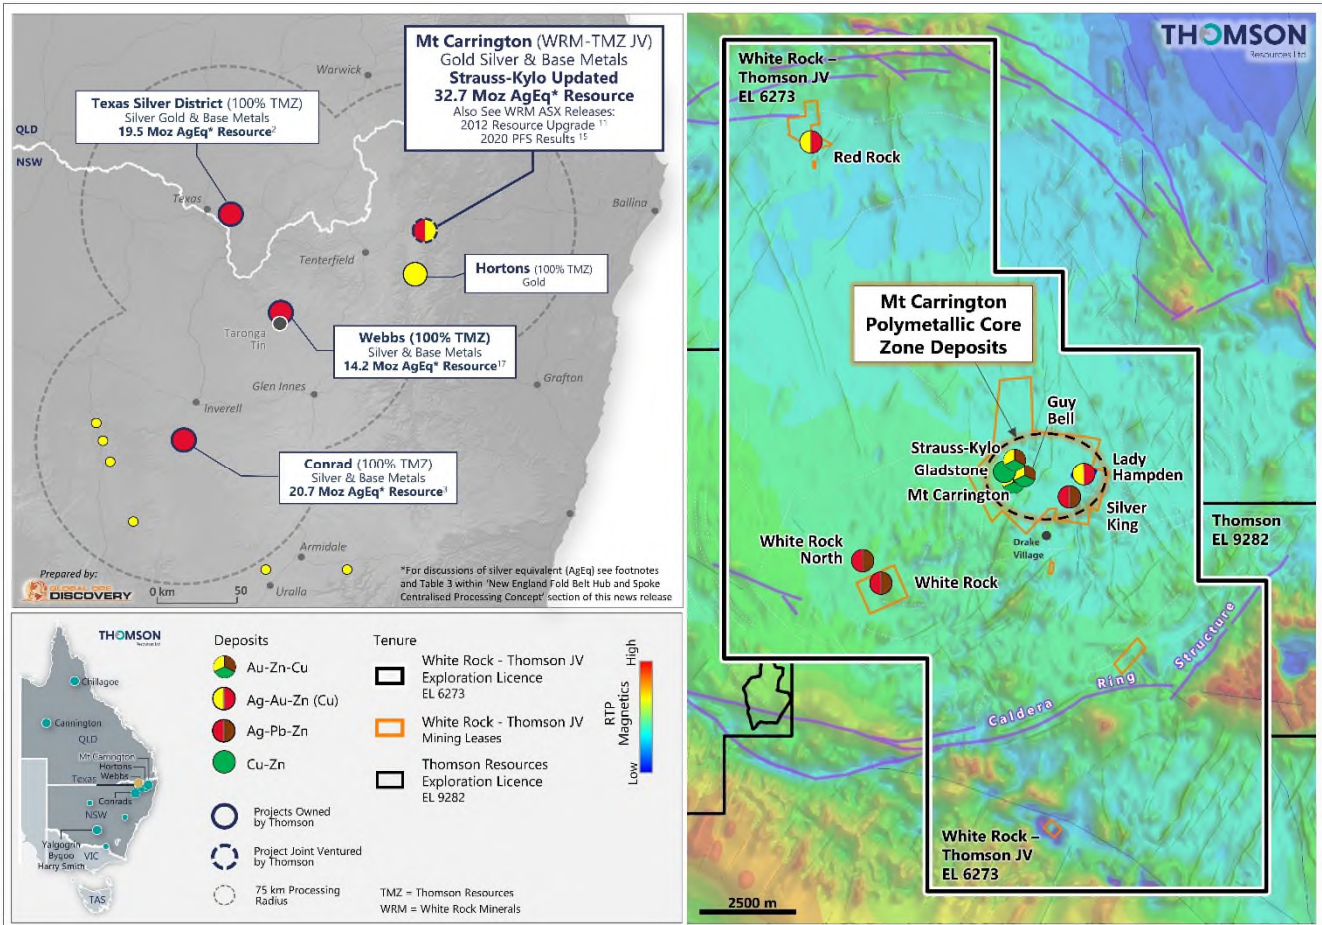 Mt Carrington (WRM-TMZ JV)
Gold Silver & Base Metals
Strauss-Kylo Updated
32.7 Moz AgEq* Resource
Also See WRM ASX Releases:
2012 Resource Upgrade 11
2020 PFS Results 15
Warwick
Texas Silver District (100% TMZ)
Silver Gold & Base Metals
19.5 Moz AgEq* Resource2
QLD
NSW
Texas
Ballina
Tenterfield
Hortons (100% TMZ)
Gold
Taronga
Tin
Webbs (100% TMZ)
Silver & Base Metals
14.2 Moz AgEq* Resource17
Glen Innes
Grafton
Inverell
Conrad (100% TMZ)
Silver & Base Metals
20.7 Moz AgEq* Resource3
Armidale
Uralla
Prepared by:
GLOBAL ORE
DISCOVERY
0 km 50
*For discussions of silver equivalent (AgEq) see footnotes
and Table 3 within 'New England Fold Belt Hub and Spoke
Centralised Processing Concept' section of this news release
THOMSON
Resources Ltd
Chillagoe
Cannington
QLD
Mt Carrington
Hortons
Webbs
Texas
Conrads
NSW
Yalgogrin
Bygoo
Harry Smith
VIC
TAS
Deposits
Au-Zn-Cu
Ag-Au-Zn (Cu)
Ag-Pb-Zn
Cu-Zn
Projects Owned
by Thomson
Project Joint Ventured
by Thomson
75 km Processing
Radius
Tenure
White Rock - Thomson JV
Exploration Licence
EL 6273
White Rock - Thomson JV
Mining Leases
Thomson Resources
Exploration Licence
EL 9282
TMZ = Thomson Resources
WRM = White Rock Minerals
High
RTP
Magnetics
Low
THOMSON
Resources Ltd
White Rock –
Thomson JV
EL 6273
Red Rock
Mt Carrington
Polymetallic Core
Zone Deposits
Guy
Bell
Strauss-Kylo
Gladstone
Mt Carrington
Lady
Hampden
Silver
King
Drake
Village
Thomson
EL 9282
White Rock
North
White Rock
Caldera Ring Structure
White Rock –
Thomson JV
EL 6273
2500 m